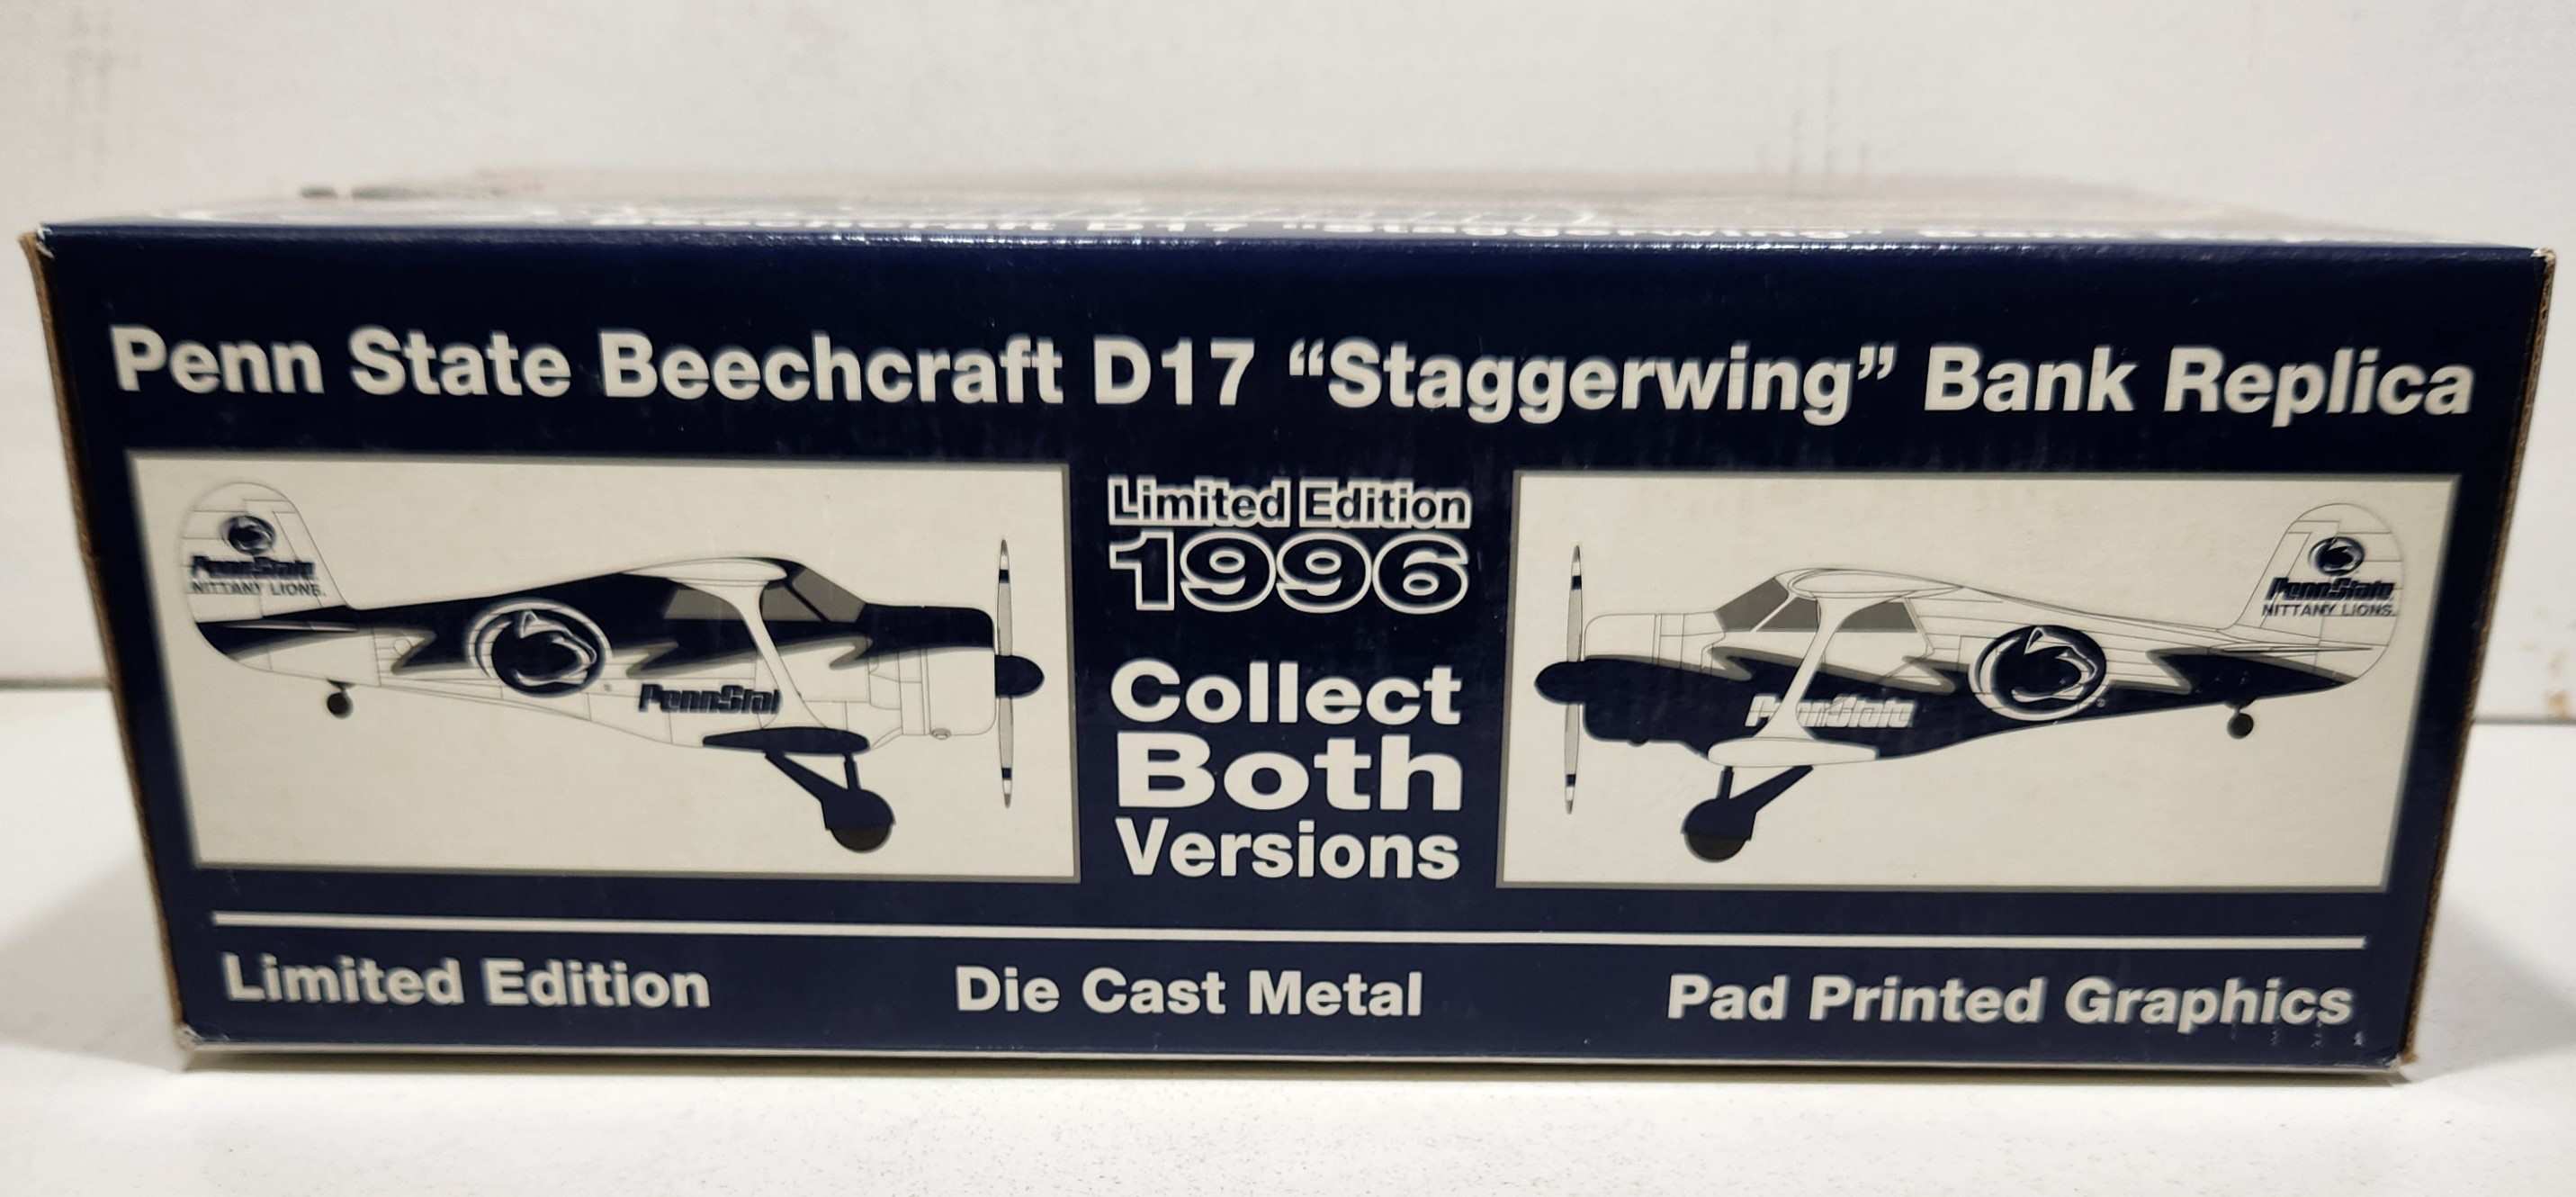 Penn State Beechcraft D17 “Staggerwing” Bank Replica
PennState
NITTANY LIONS.
PennStat
Limited Edition
1996
Collect
Both
Versions
PennState
NITTANY LIONS.
PennState
Limited Edition
Die Cast Metal
Pad Printed Graphics